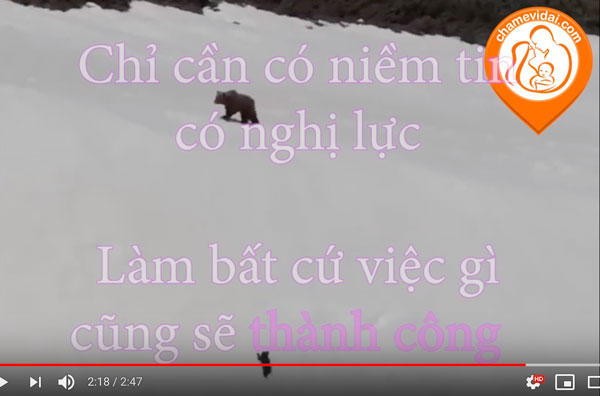 chamevidai.com
Chỉ cần có niềm tin
có nghị lực
Làm bất cứ việc gì
cũng sẽ thành công
2:18 / 2:47
HD